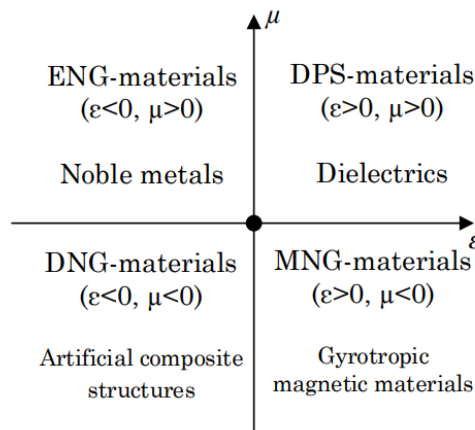 μ
ENG-materials
(ε<0, μ>0)
Noble metals
DPS-materials
(ε>0, μ>0)
Dielectrics
ε
DNG-materials
(ε<0, μ<0)
Artificial composite
structures
MNG-materials
(ε>0, μ<0)
Gyrotropic
magnetic materials